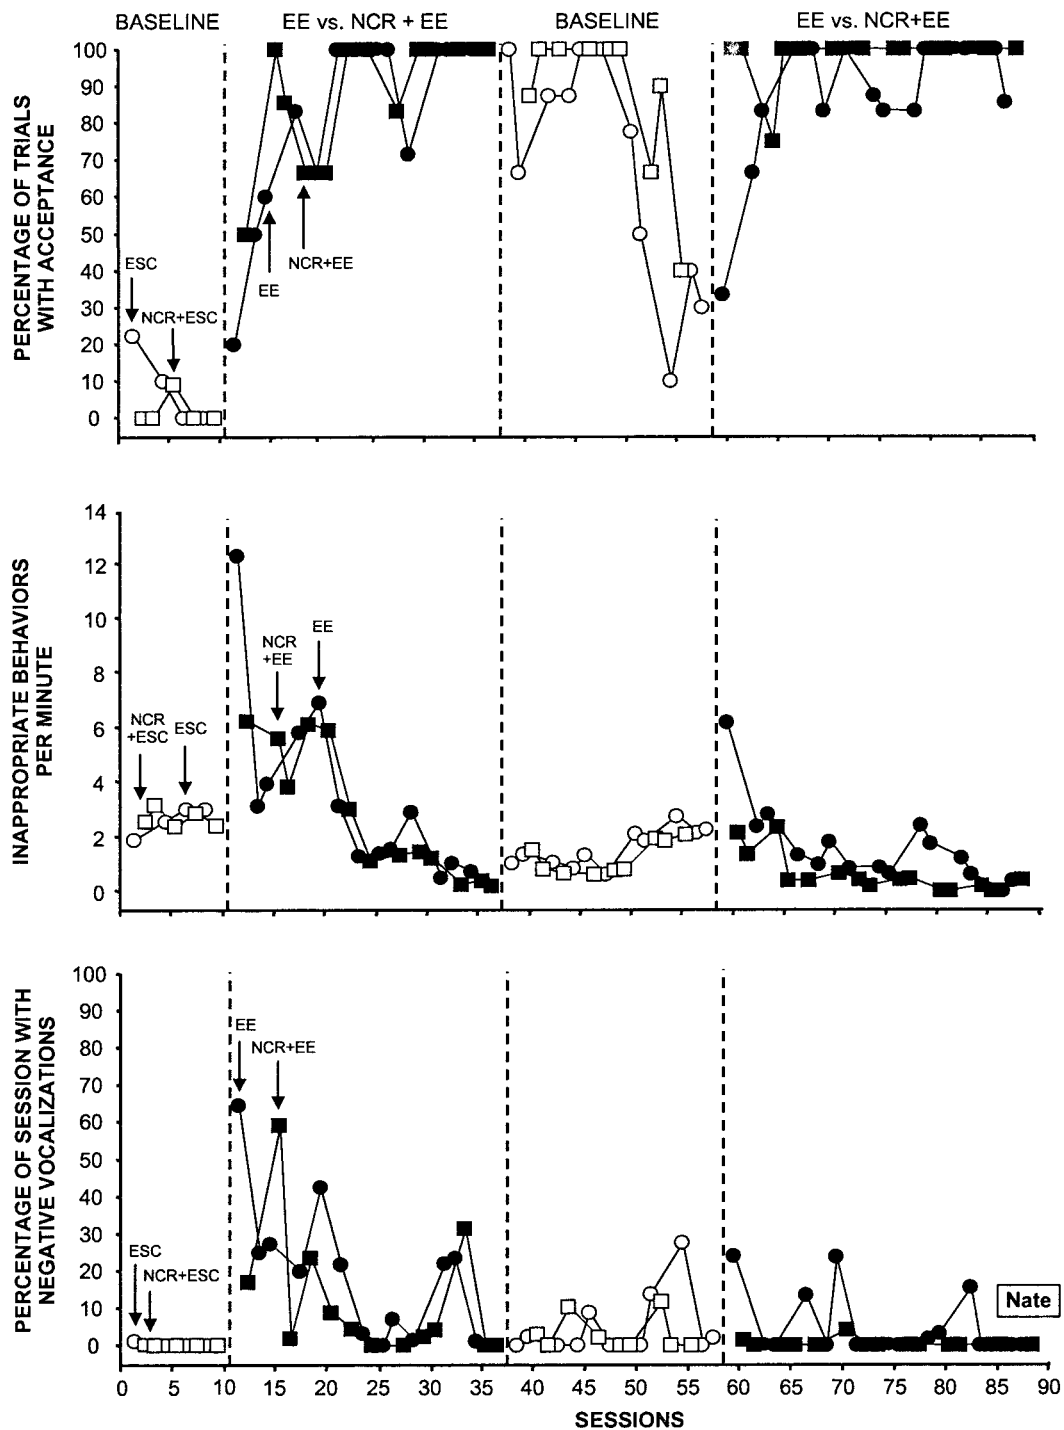 BASELINE EE vs. NCR + EE BASELINE EE vs. NCR+EE
PERCENTAGE OF TRIALS
WITH ACCEPTANCE
100
90
80
70
60
50
40
30
20
10
0
ESC
NCR+ESC
EE
NCR+EE
INAPPROPRIATE BEHAVIORS
PER MINUTE
14
12
10
8
6
4
2
0
NCR
+ESC
ESC
NCR
+EE
EE
PERCENTAGE OF SESSION WITH
NEGATIVE VOCALIZATIONS
100
90
80
70
60
50
40
30
20
10
0
ESC
NCR+ESC
EE
NCR+EE
Nate
0 5 10 15 20 25 30 35 40 45 50 55 60 65 70 75 80 85 90
SESSIONS